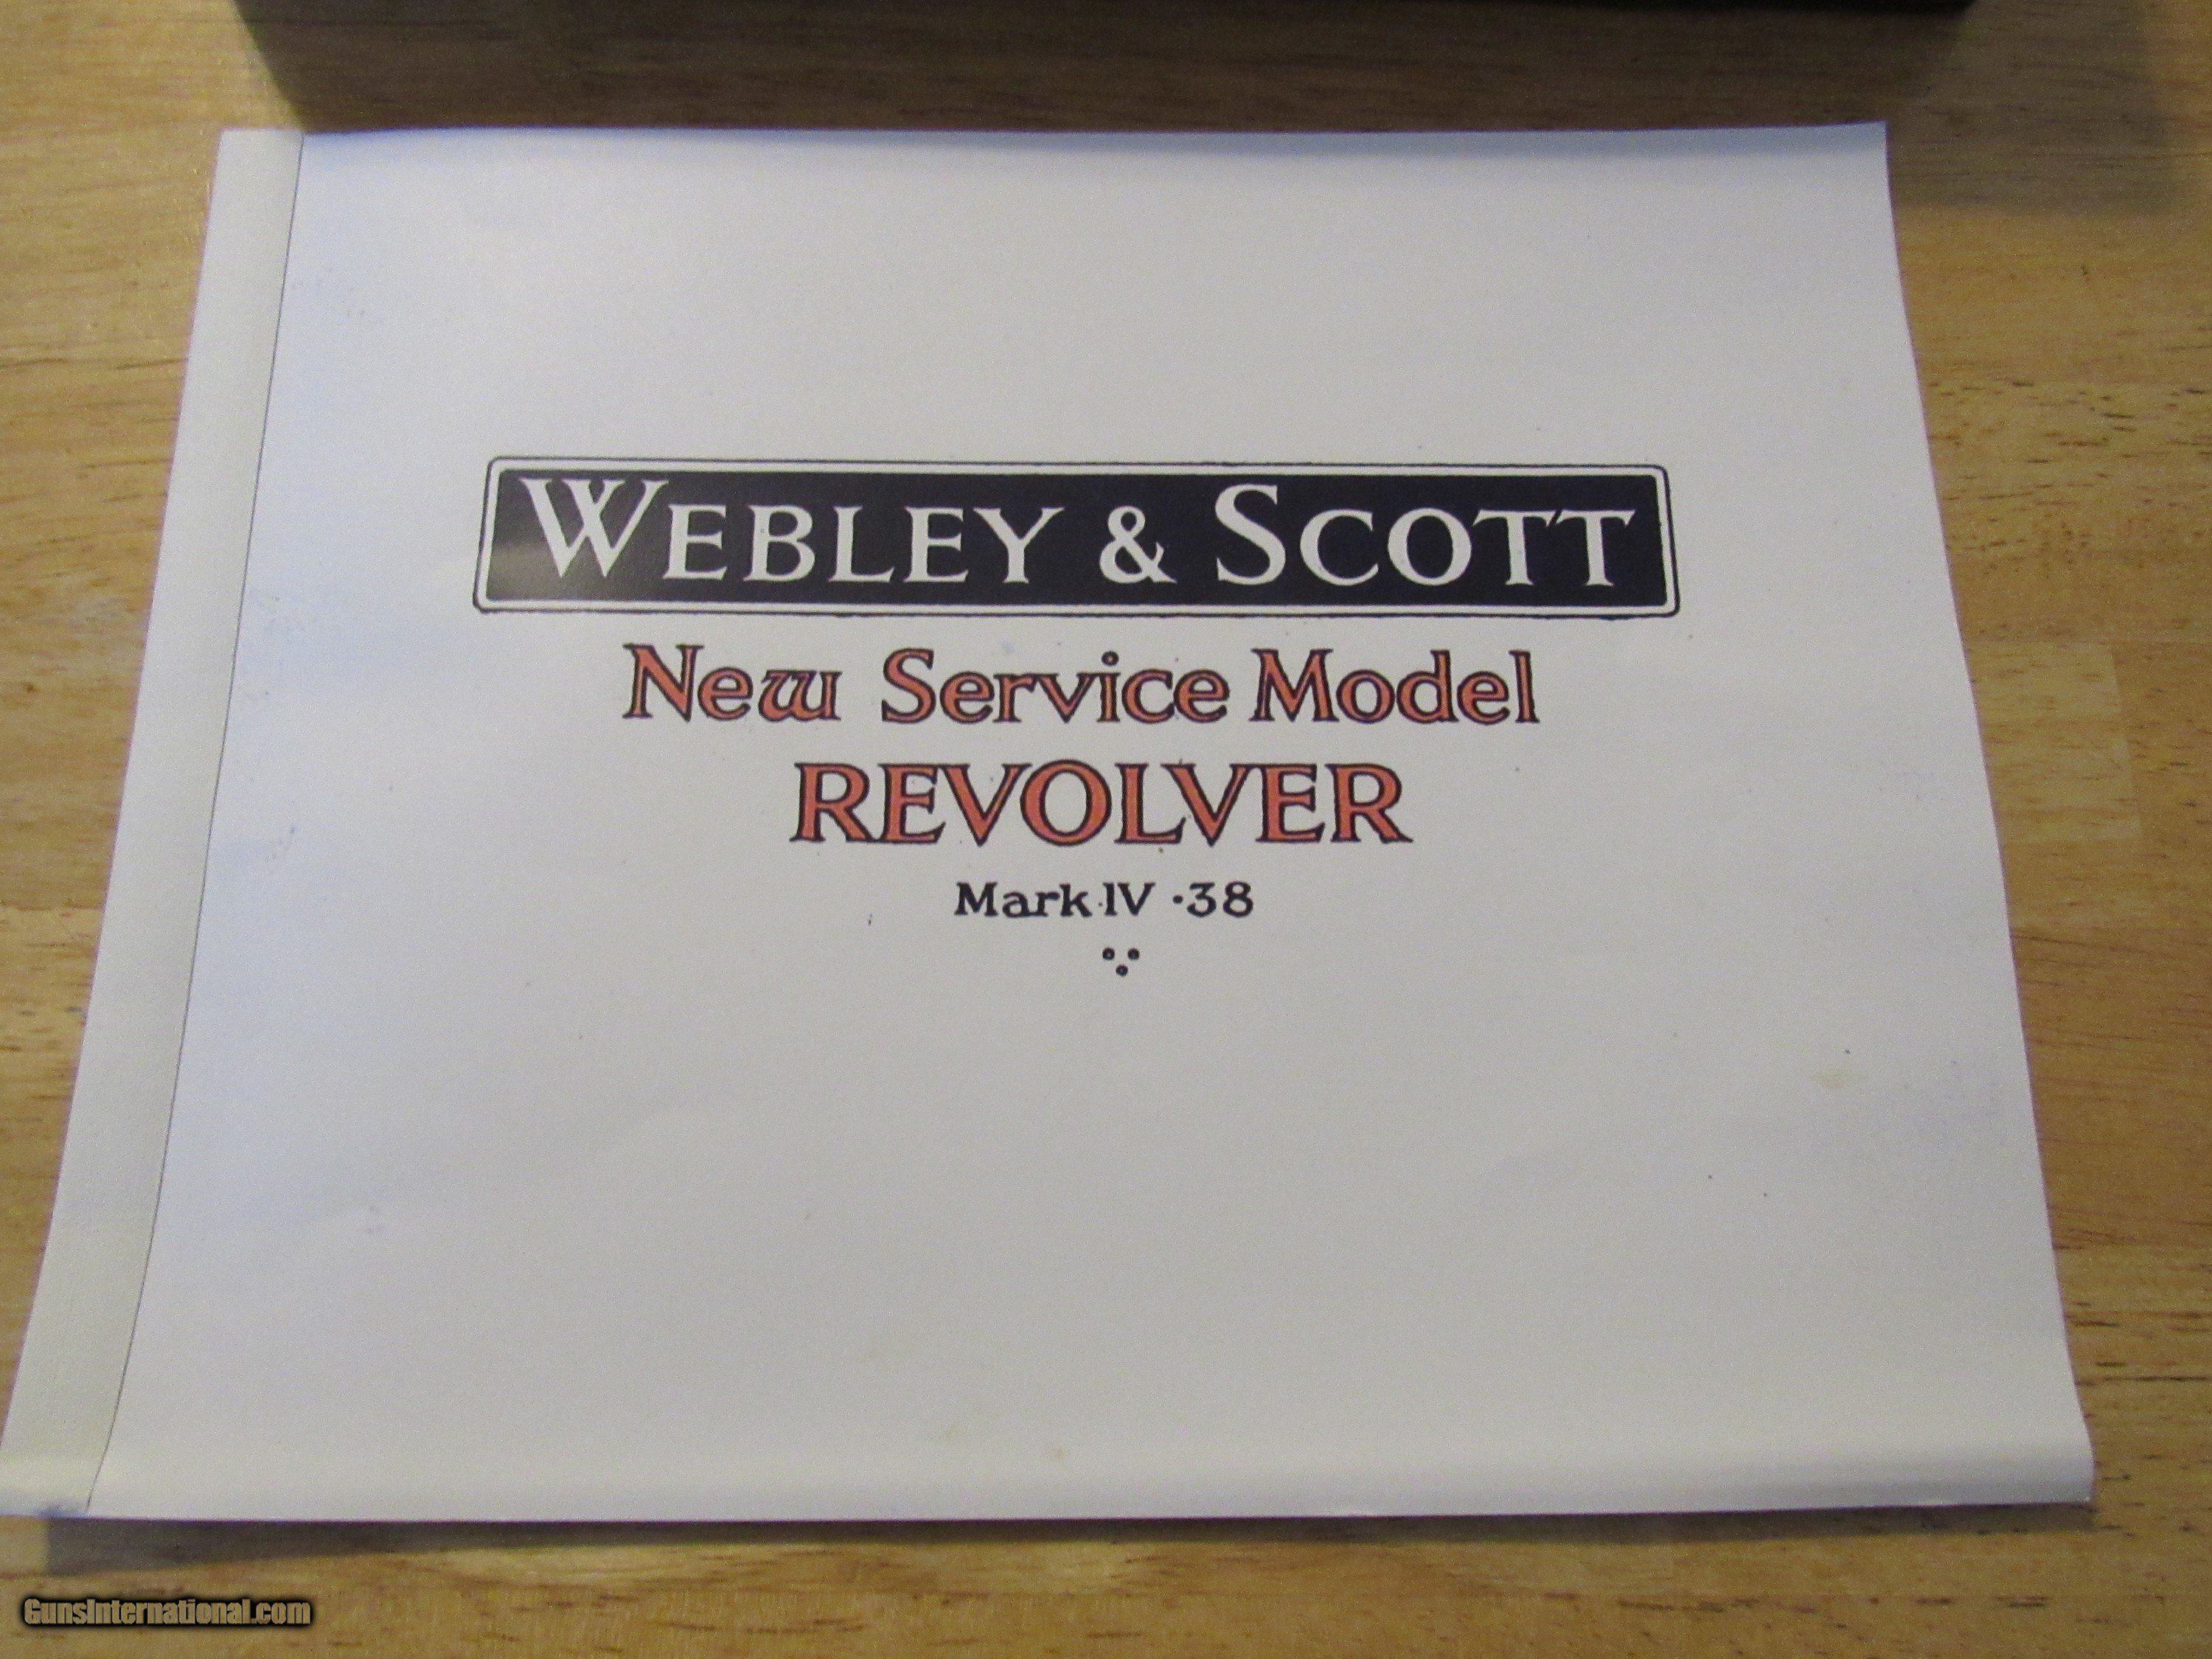 WEBLEY & SCOTT
New Service Model
REVOLVER
Mark IV ·38
GunsInternational.com